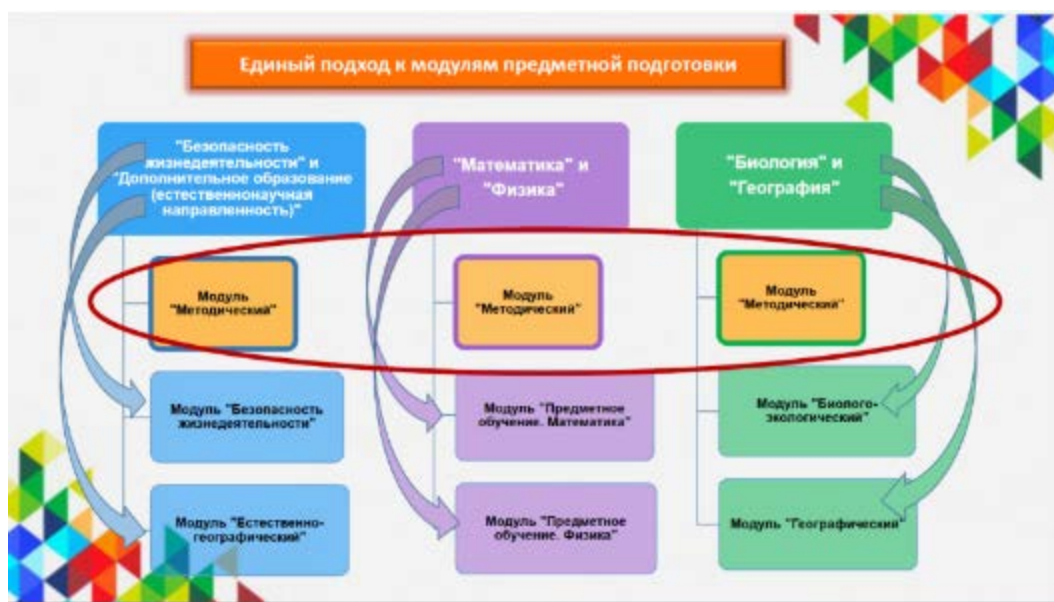 Единый подход к модулям предметной подготовки
"Безопасность
жизнедеятельности" и
"Дополнительное образование
(естественнонаучная
направленность)"
"Математика" и
"Физика"
"Биология" и
"География"
Модуль
"Методический"
Модуль
"Методический"
Модуль
"Методический"
Модуль "Безопасность
жизнедеятельности"
Модуль "Предметное
обучение. Математика"
Модуль "Биолого-
экологический"
Модуль "Естественно-
географический"
Модуль "Предметное
обучение. Физика"
Модуль "Географический"